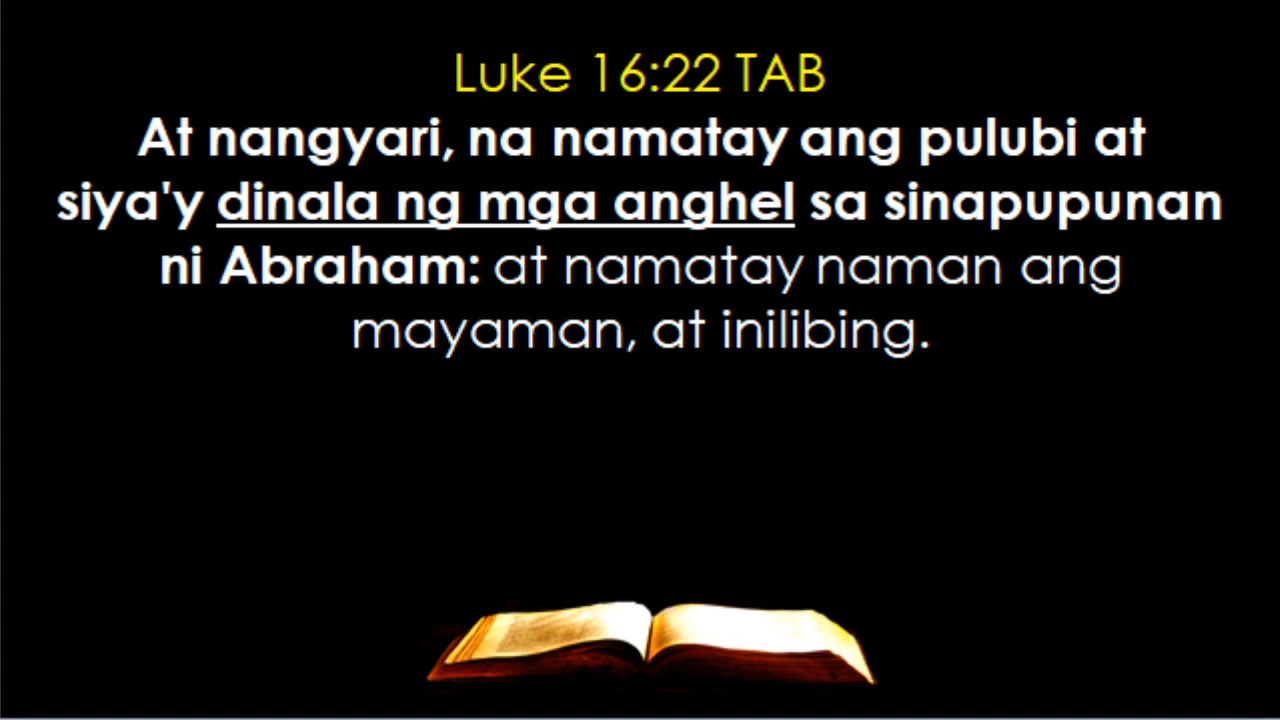 Luke 16:22 TAB
At nangyari, na namatay ang pulubi at
siya'y dinala ng mga anghel sa sinapupunan
ni Abraham: at namatay naman ang
mayaman, at inilibing.